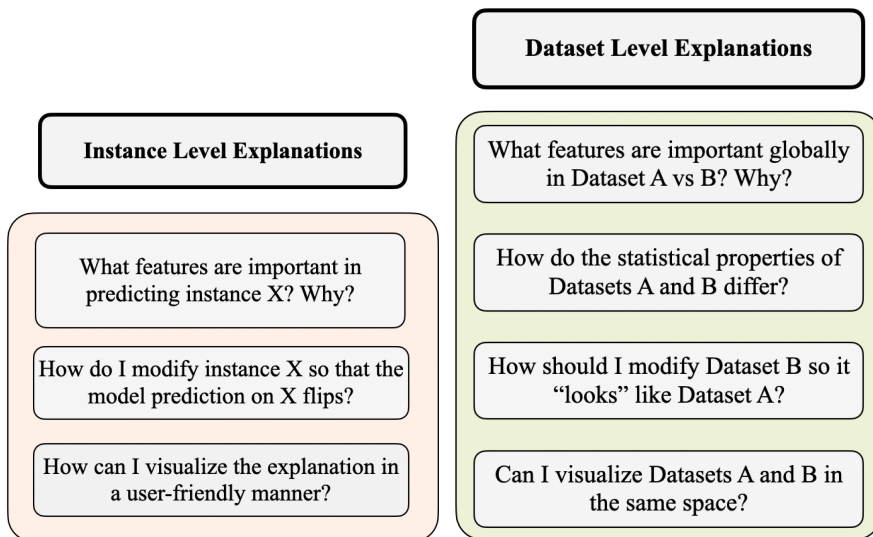 Instance Level Explanations
What features are important in
predicting instance X? Why?
How do I modify instance X so that the
model prediction on X flips?
How can I visualize the explanation in
a user-friendly manner?
Dataset Level Explanations
What features are important globally
in Dataset A vs B? Why?
How do the statistical properties of
Datasets A and B differ?
How should I modify Dataset B so it
“looks” like Dataset A?
Can I visualize Datasets A and B in
the same space?